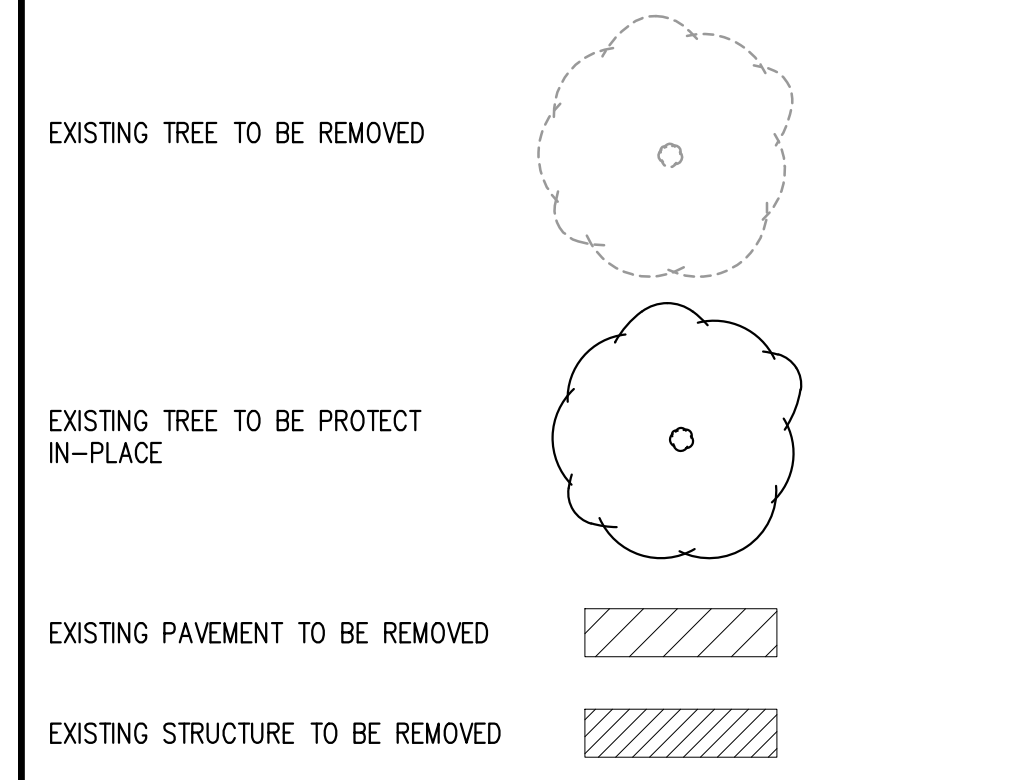 EXISTING TREE TO BE REMOVED
EXISTING TREE TO BE PROTECT
IN-PLACE
EXISTING PAVEMENT TO BE REMOVED
EXISTING STRUCTURE TO BE REMOVED